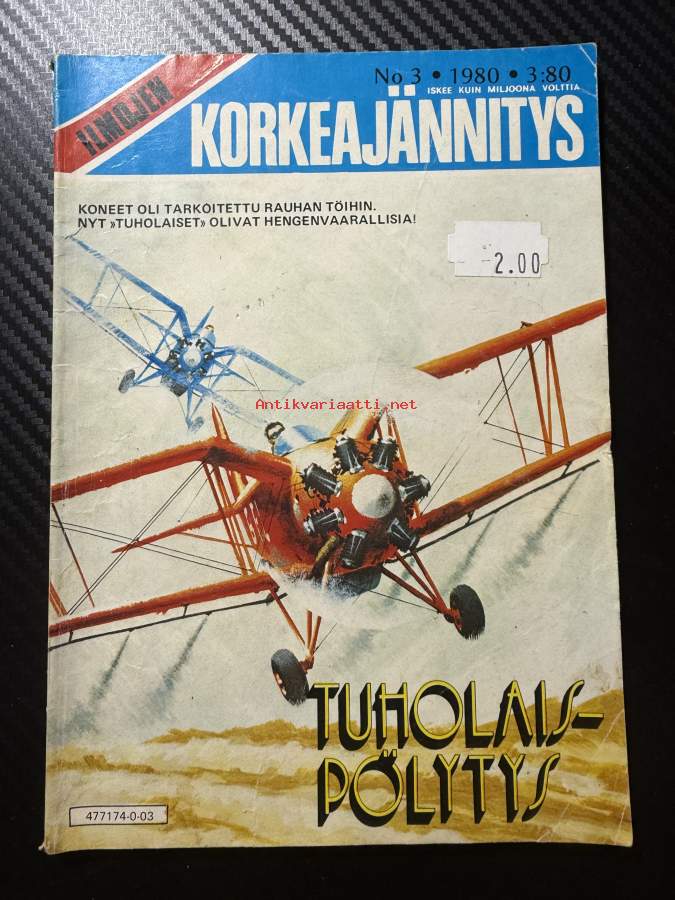 No 3 • 1980 • 3:80
ISKEE KUIN MILJOONA VOLTTIA
ILMOJEN
KORKEAJÄNNITYS
KONEET OLI TARKOITETTU RAUHAN TÖIHIN.
NYT »TUHOLAISET» OLIVAT HENGENVAARALLISIA!
-2.00
Antikvariaatti.net
TUHOLAIS-
PÖLYTYS
477174-0-03